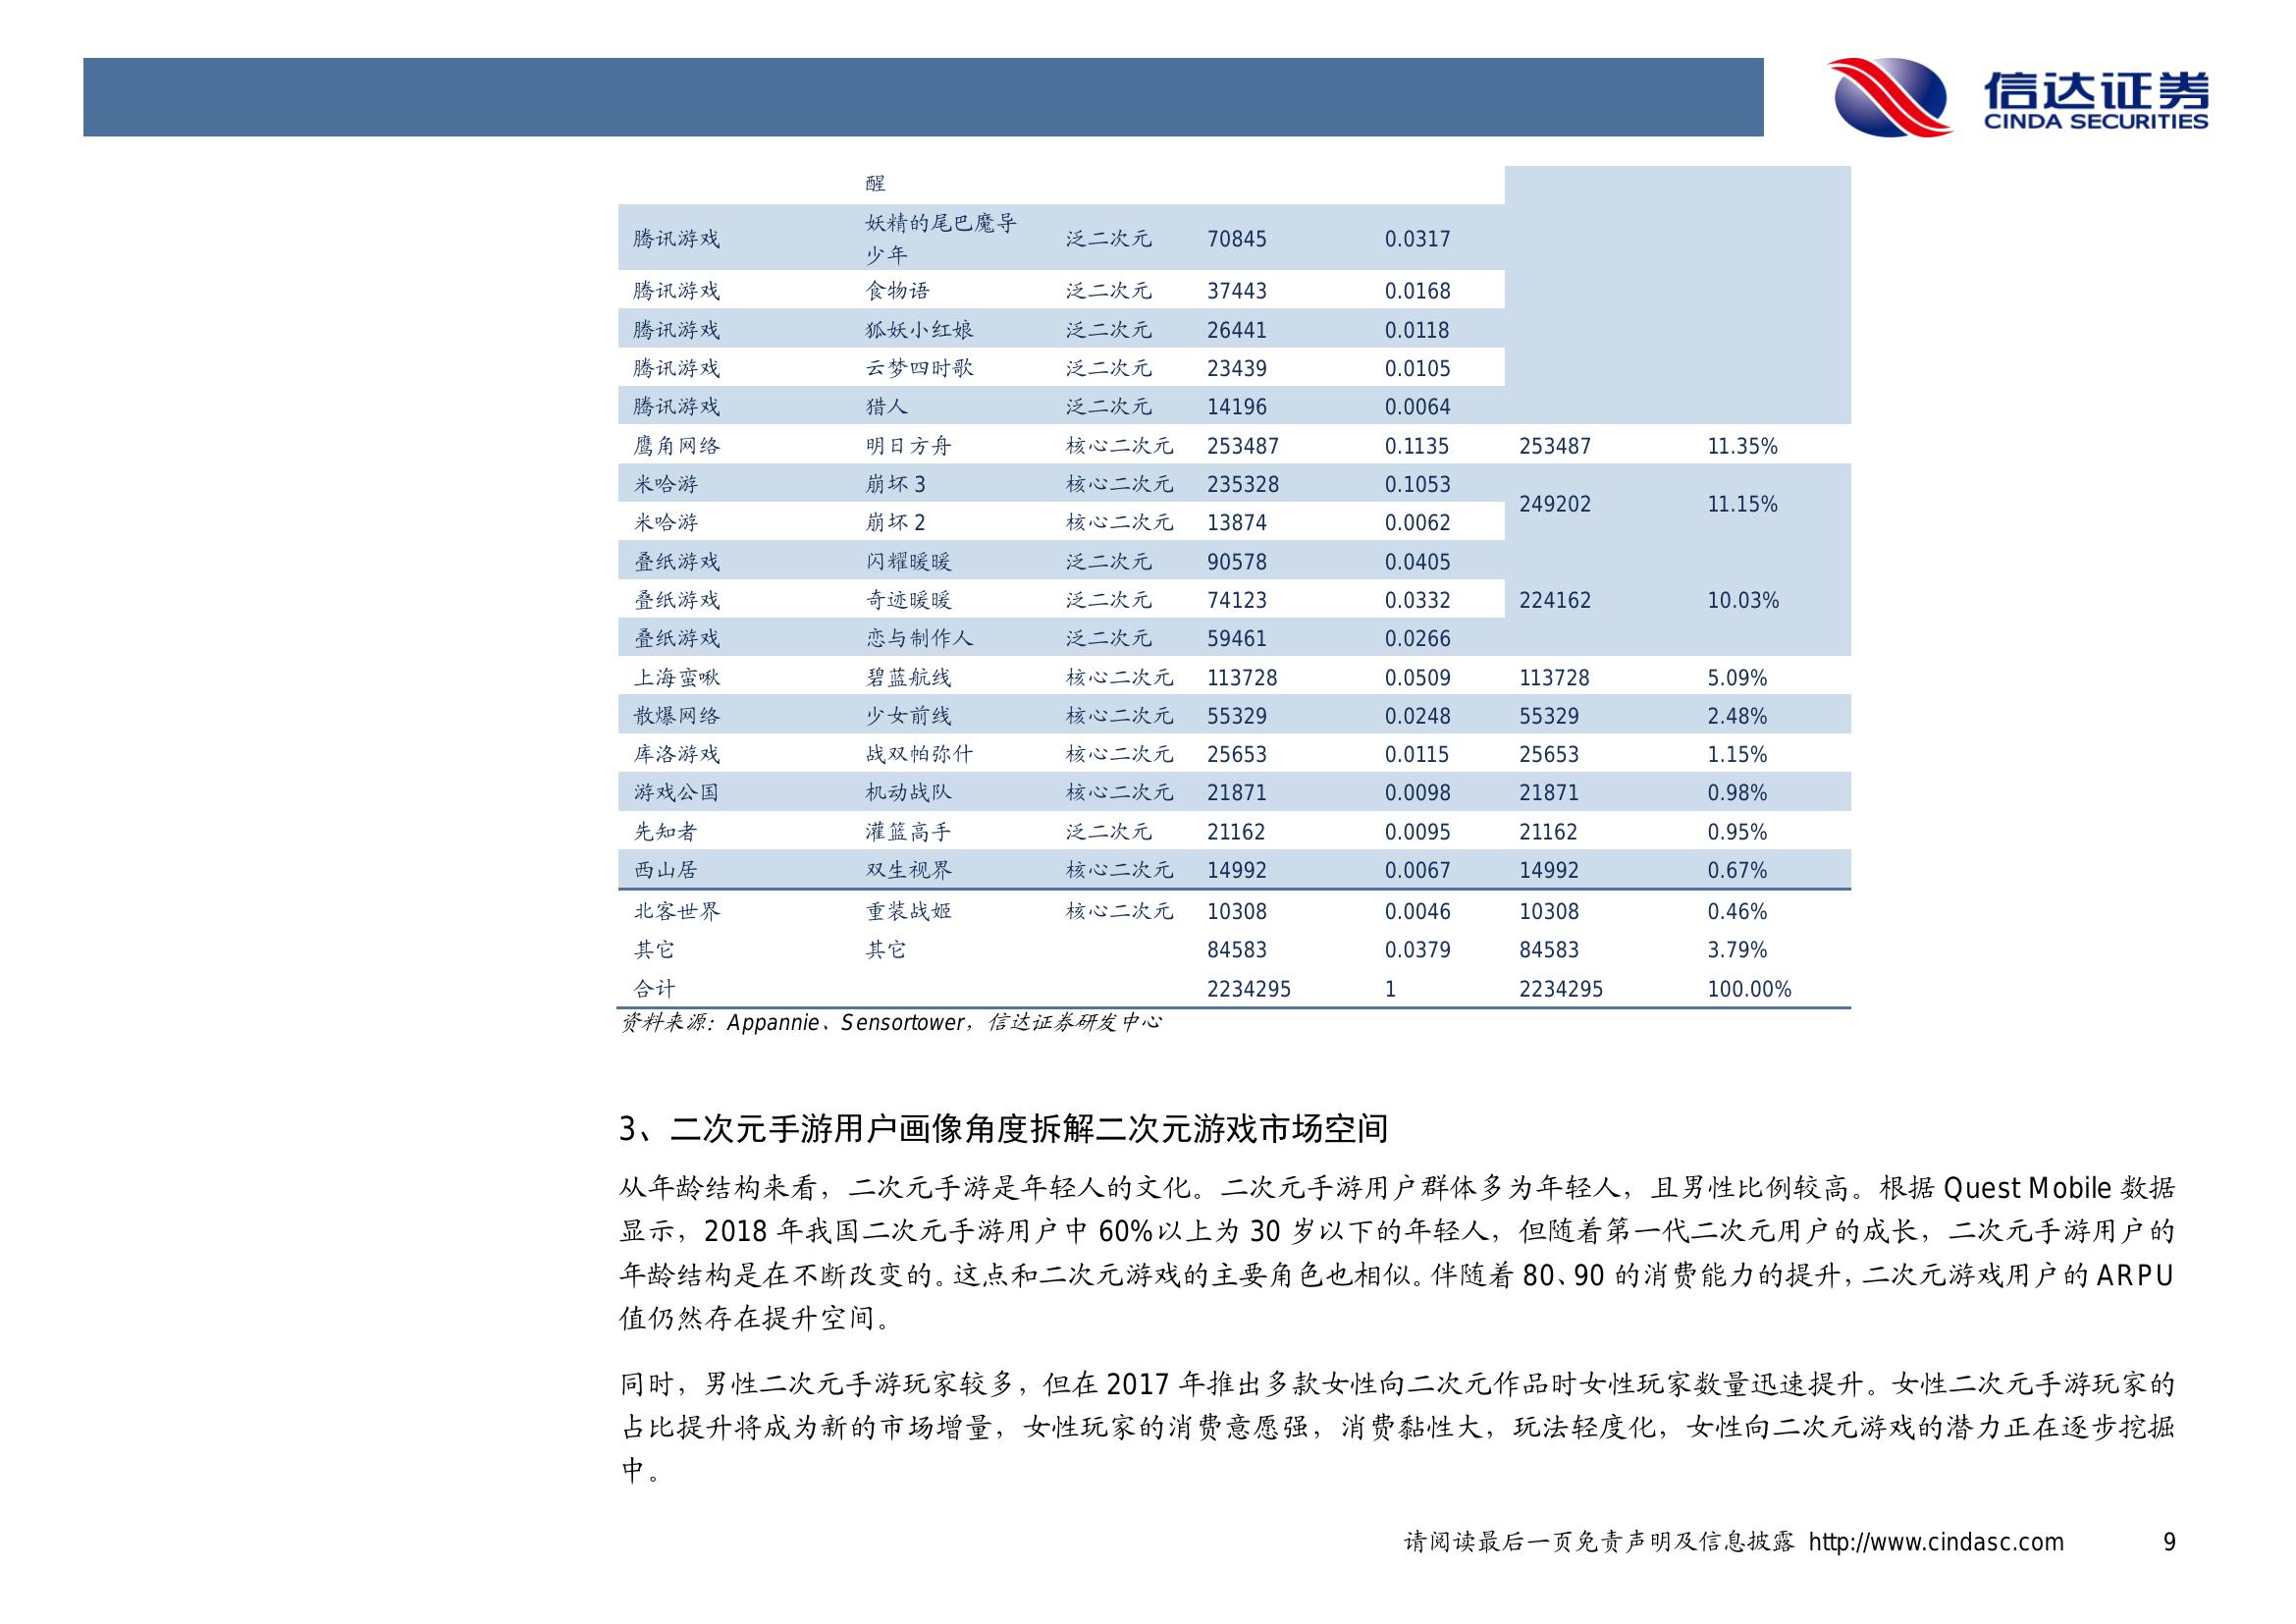 信达证券
CINDA SECURITIES
醒
腾讯游戏 妖精的尾巴魔导少年 泛二次元 70845 0.0317
腾讯游戏 食物语 泛二次元 37443 0.0168
腾讯游戏 狐妖小红娘 泛二次元 26441 0.0118
腾讯游戏 云梦四时歌 泛二次元 23439 0.0105
腾讯游戏 猎人 泛二次元 14196 0.0064
鹰角网络 明日方舟 核心二次元 253487 0.1135 253487 11.35%
米哈游 崩坏 3 核心二次元 235328 0.1053 249202 11.15%
米哈游 崩坏 2 核心二次元 13874 0.0062
叠纸游戏 闪耀暖暖 泛二次元 90578 0.0405
叠纸游戏 奇迹暖暖 泛二次元 74123 0.0332 224162 10.03%
叠纸游戏 恋与制作人 泛二次元 59461 0.0266
上海蛮啾 碧蓝航线 核心二次元 113728 0.0509 113728 5.09%
散爆网络 少女前线 核心二次元 55329 0.0248 55329 2.48%
库洛游戏 战双帕弥什 核心二次元 25653 0.0115 25653 1.15%
游戏公国 机动战队 核心二次元 21871 0.0098 21871 0.98%
先知者 灌篮高手 泛二次元 21162 0.0095 21162 0.95%
西山居 双生视界 核心二次元 14992 0.0067 14992 0.67%
北客世界 重装战姬 核心二次元 10308 0.0046 10308 0.46%
其它 其它 84583 0.0379 84583 3.79%
合计 2234295 1 2234295 100.00%
资料来源：Appannie、Sensortower，信达证券研发中心
3、二次元手游用户画像角度拆解二次元游戏市场空间
从年龄结构来看，二次元手游是年轻人的文化。二次元手游用户群体多为年轻人，且男性比例较高。根据 Quest Mobile 数据
显示，2018 年我国二次元手游用户中 60%以上为 30 岁以下的年轻人，但随着第一代二次元用户的成长，二次元手游用户的
年龄结构是在不断改变的。这点和二次元游戏的主要角色也相似。伴随着 80、90 的消费能力的提升，二次元游戏用户的 ARPU
值仍然存在提升空间。
同时，男性二次元手游玩家较多，但在 2017 年推出多款女性向二次元作品时女性玩家数量迅速提升。女性二次元手游玩家的
占比提升将成为新的市场增量，女性玩家的消费意愿强，消费黏性大，玩法轻度化，女性向二次元游戏的潜力正在逐步挖掘
中。
请阅读最后一页免责声明及信息披露 http://www.cindasc.com 9